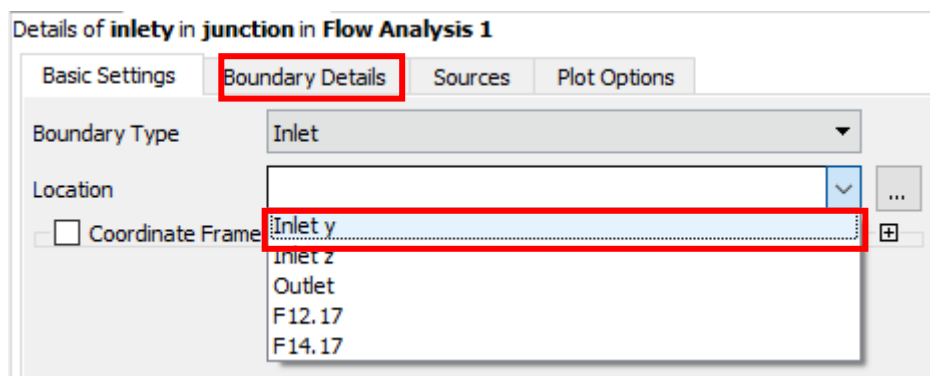 Details of inlety in junction in Flow Analysis 1
Basic Settings Boundary Details Sources Plot Options
Boundary Type Inlet
Location ...
Coordinate Frame Inlet y
Inlet z
Outlet
F12.17
F14.17